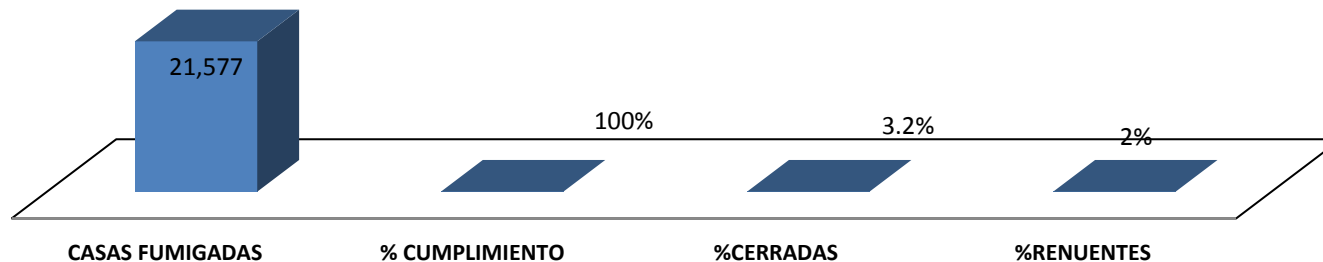 21,577
100%
3.2%
2%
CASAS FUMIGADAS
% CUMPLIMIENTO
%CERRADAS
%RENUENTES